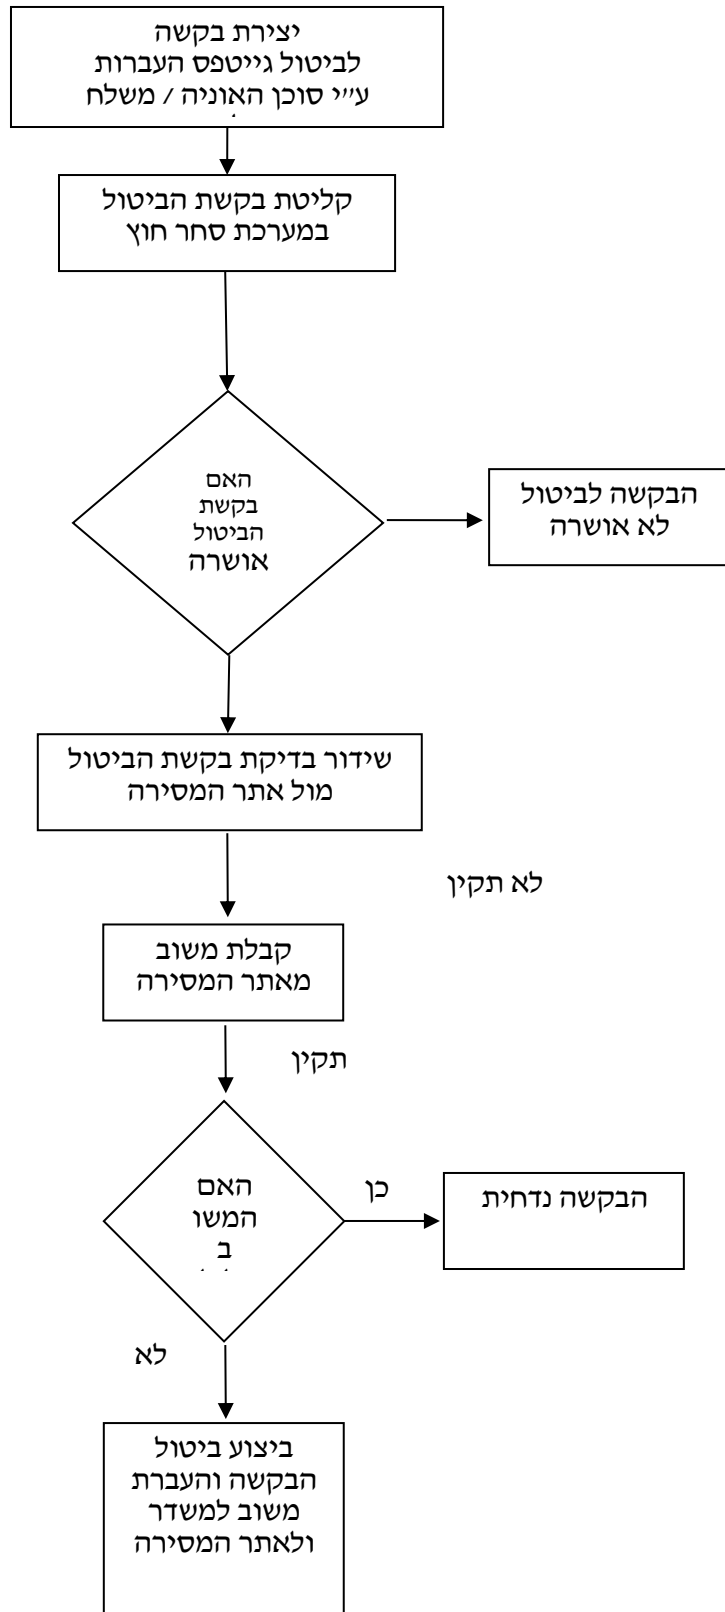 יצירת בקשה
לביטול גייטפס העברות
ע״י סוכן האוניה / משלח
קליטת בקשת הביטול
במערכת סחר חוץ
האם
בקשת
הביטול
אושרה
הבקשה לביטול
לא אושרה
שידור בדיקת בקשת הביטול
מול אתר המסירה
לא תקין
קבלת משוב
מאתר המסירה
תקין
האם
המשו
ב
כן
הבקשה נדחית
לא
ביצוע ביטול
הבקשה והעברת
משוב למשדר
ולאתר המסירה